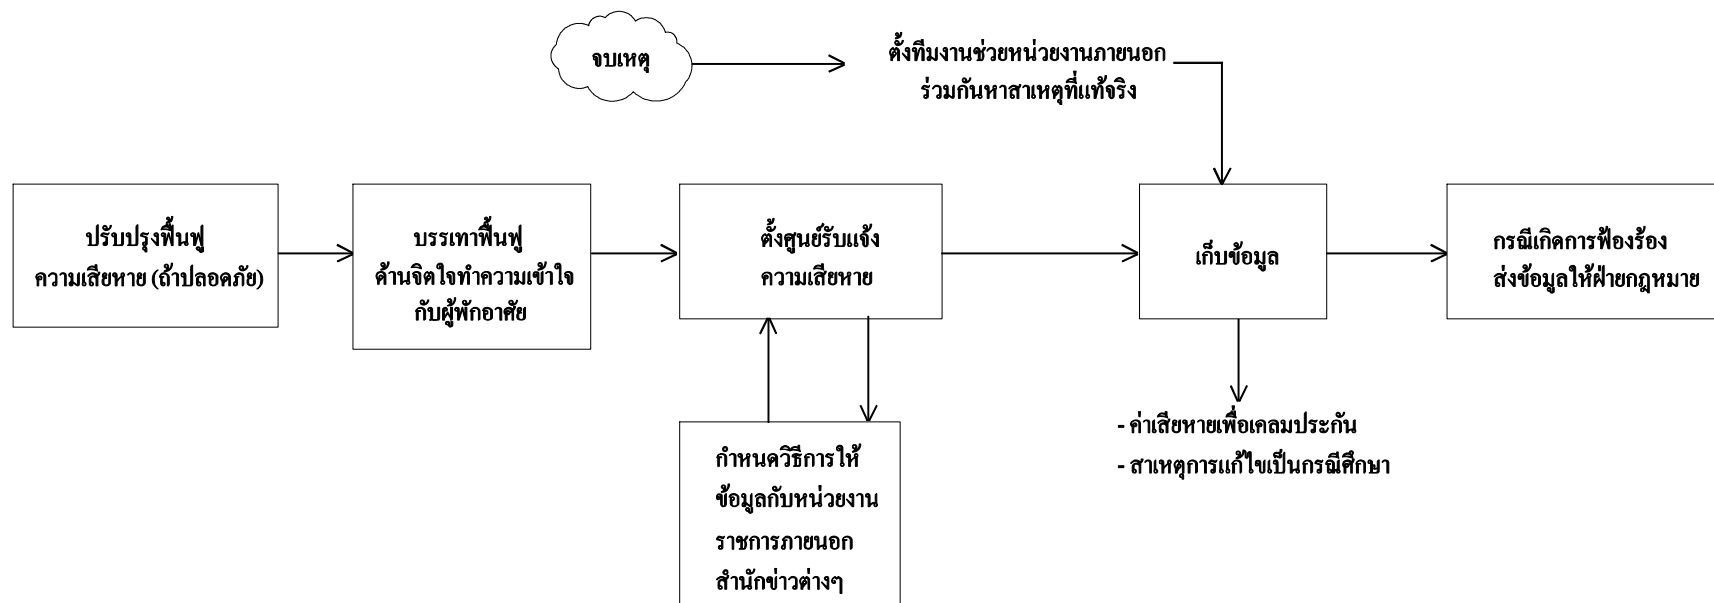 จบเหตุ
ตั้งทีมงานช่วยหน่วยงานภายนอก
ร่วมกันหาสาเหตุที่แท้จริง
ปรับปรุงฟื้นฟู
ความเสียหาย (ถ้าปลอดภัย)
บรรเทาฟื้นฟู
ด้านจิตใจทำความเข้าใจ
กับผู้พักอาศัย
ตั้งศูนย์รับแจ้ง
ความเสียหาย
เก็บข้อมูล
กรณีเกิดการฟ้องร้อง
ส่งข้อมูลให้ฝ่ายกฎหมาย
กำหนดวิธีการให้
ข้อมูลกับหน่วยงาน
ราชการภายนอก
สำนักข่าวต่างๆ
- ค่าเสียหายเพื่อเคลมประกัน
- สาเหตุการแก้ไขเป็นกรณีศึกษา